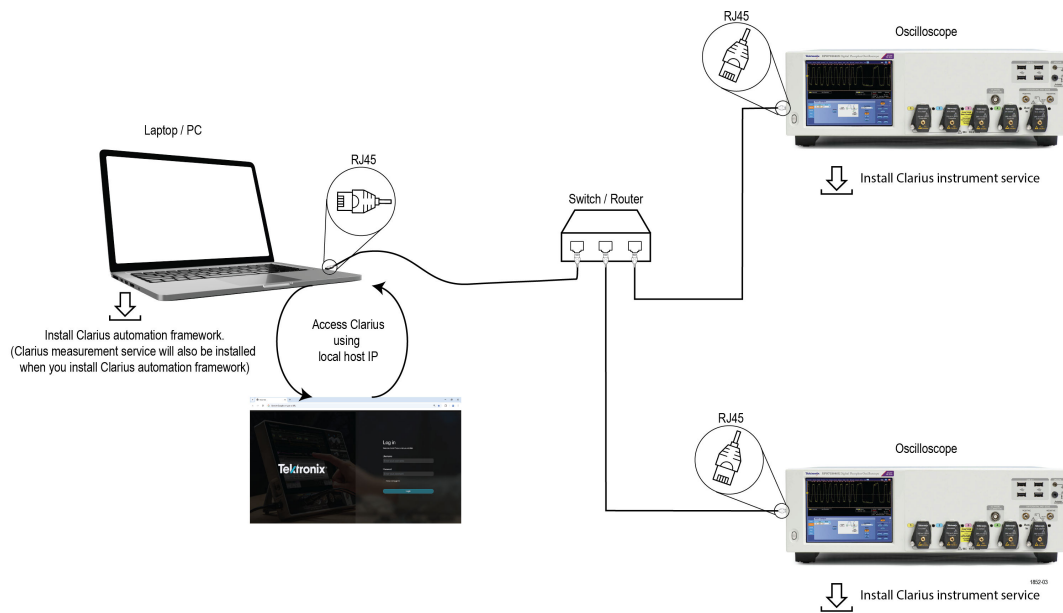 RJ45
Oscilloscope
Install Clarius instrument service
Laptop / PC
RJ45
Switch / Router
Install Clarius automation framework.
(Clarius measurement service will also be installed
when you install Clarius automation framework)
Access Clarius
using
local host IP
Tektronix
Log in
RJ45
Oscilloscope
1852-03
Install Clarius instrument service